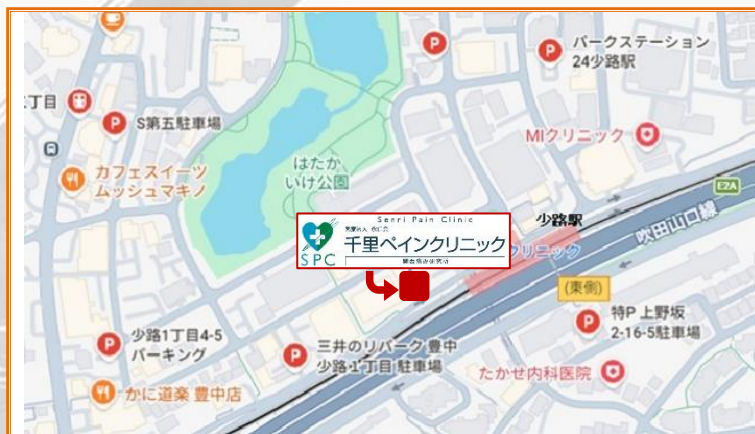 パークステーション
24少路駅
丁目
S第五駐車場
MIクリニック
カフェスイーツ
ムッシュマキノ
はたか
いけ公園
E2A
少路駅
吹田山口線
Senri Pain Clinic
千里ペインクリニック
SPC
クリニック
(東側)
特P 上野坂
2-16-5駐車場
少路1丁目4-5
パーキング
三井のリパーク 豊中
少路1丁目 駐車場
たかせ内科医院
かに道楽 豊中店
P
P
P
P
P
P